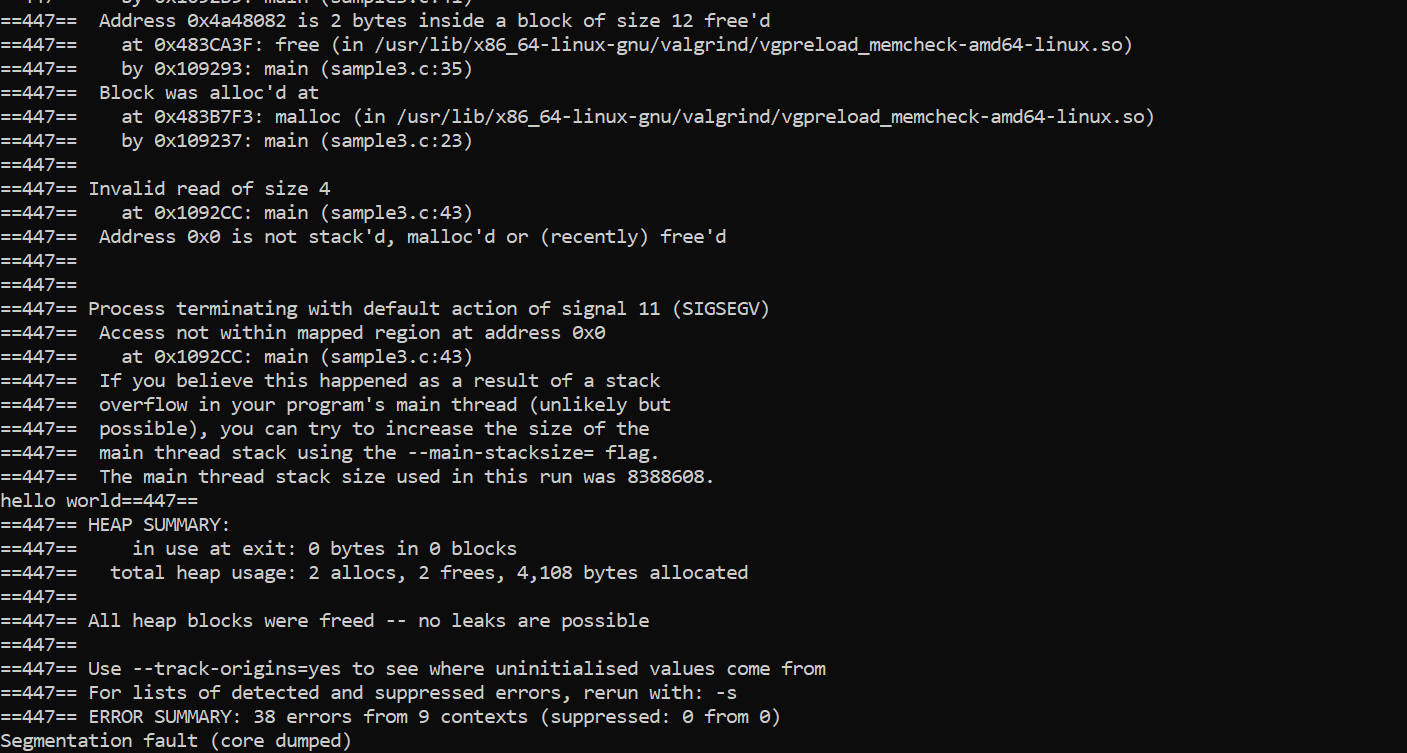 ==447==    by 0x1092B9: main (sample3.c:41)
==447==  Address 0x4a48082 is 2 bytes inside a block of size 12 free'd
==447==    at 0x483CA3F: free (in /usr/lib/x86_64-linux-gnu/valgrind/vgpreload_memcheck-amd64-linux.so)
==447==    by 0x109293: main (sample3.c:35)
==447==  Block was alloc'd at
==447==    at 0x483B7F3: malloc (in /usr/lib/x86_64-linux-gnu/valgrind/vgpreload_memcheck-amd64-linux.so)
==447==    by 0x109237: main (sample3.c:23)
==447==
==447== Invalid read of size 4
==447==    at 0x1092CC: main (sample3.c:43)
==447==  Address 0x0 is not stack'd, malloc'd or (recently) free'd
==447==
==447==
==447== Process terminating with default action of signal 11 (SIGSEGV)
==447==  Access not within mapped region at address 0x0
==447==    at 0x1092CC: main (sample3.c:43)
==447==  If you believe this happened as a result of a stack
==447==  overflow in your program's main thread (unlikely but
==447==  possible), you can try to increase the size of the
==447==  main thread stack using the --main-stacksize= flag.
==447==  The main thread stack size used in this run was 8388608.
hello world==447==
==447== HEAP SUMMARY:
==447==     in use at exit: 0 bytes in 0 blocks
==447==   total heap usage: 2 allocs, 2 frees, 4,108 bytes allocated
==447==
==447== All heap blocks were freed -- no leaks are possible
==447==
==447== Use --track-origins=yes to see where uninitialised values come from
==447== For lists of detected and suppressed errors, rerun with: -s
==447== ERROR SUMMARY: 38 errors from 9 contexts (suppressed: 0 from 0)
Segmentation fault (core dumped)